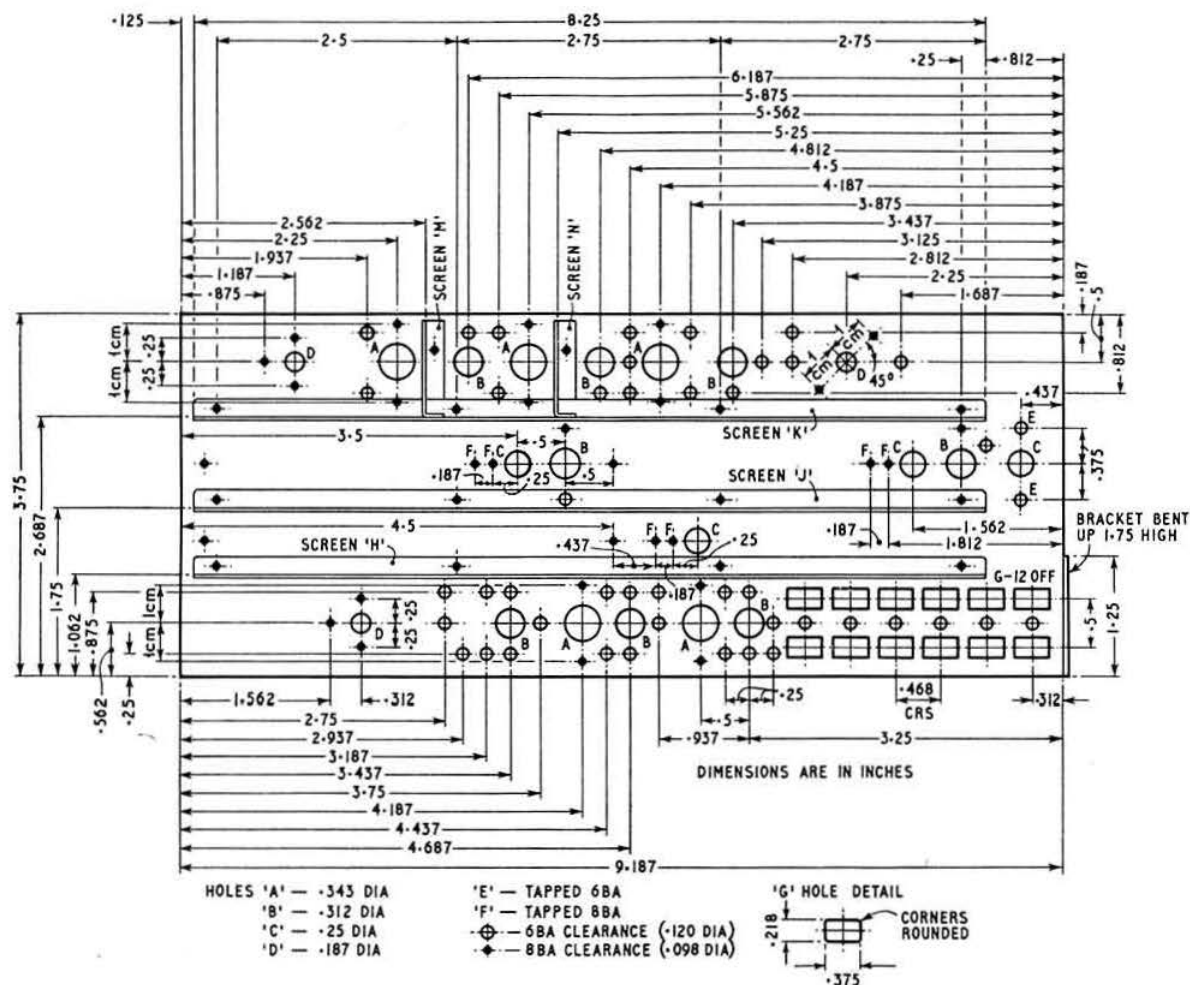 ·125
8·25
2·5
2·75
2·75
·25
·812
6·187
5·875
5·562
5·25
4·812
4·5
4·187
3·875
2·562
3·437
2·25
3·125
1·937
2·812
1·187
2·25
·875
1·687
·187
·5
SCREEN 'M'
SCREEN 'N'
1cm
·25
D
A
B
A
B
A
B
1
cm
1
cm
D
45°
·812
1cm
·25
·437
SCREEN 'K'
E
3·5
·5
B
F
F
C
F
F
C
B
C
·375
·187
·25
·5
SCREEN 'J'
E
3·75
2·687
4·5
F
F
C
·187
1·562
BRACKET BENT
UP 1·75 HIGH
SCREEN 'H'
·437
·25
1·812
1·75
·187
G-12 OFF
1·062
·875
1cm
·25
B
·5
1·25
1cm
·25
D
B
A
B
A
·562
·25
1·562
·312
·25
·468
CRS
·312
2·75
·5
2·937
·937
3·25
3·187
3·437
DIMENSIONS ARE IN INCHES
3·75
4·187
4·437
4·687
9·187
HOLES 'A' — ·343 DIA
'B' — ·312 DIA
'C' — ·25 DIA
'D' — ·187 DIA
'E' — TAPPED 6BA
'F' — TAPPED 8BA
6BA CLEARANCE (·120 DIA)
8BA CLEARANCE (·098 DIA)
'G' HOLE DETAIL
·218
CORNERS
ROUNDED
·375